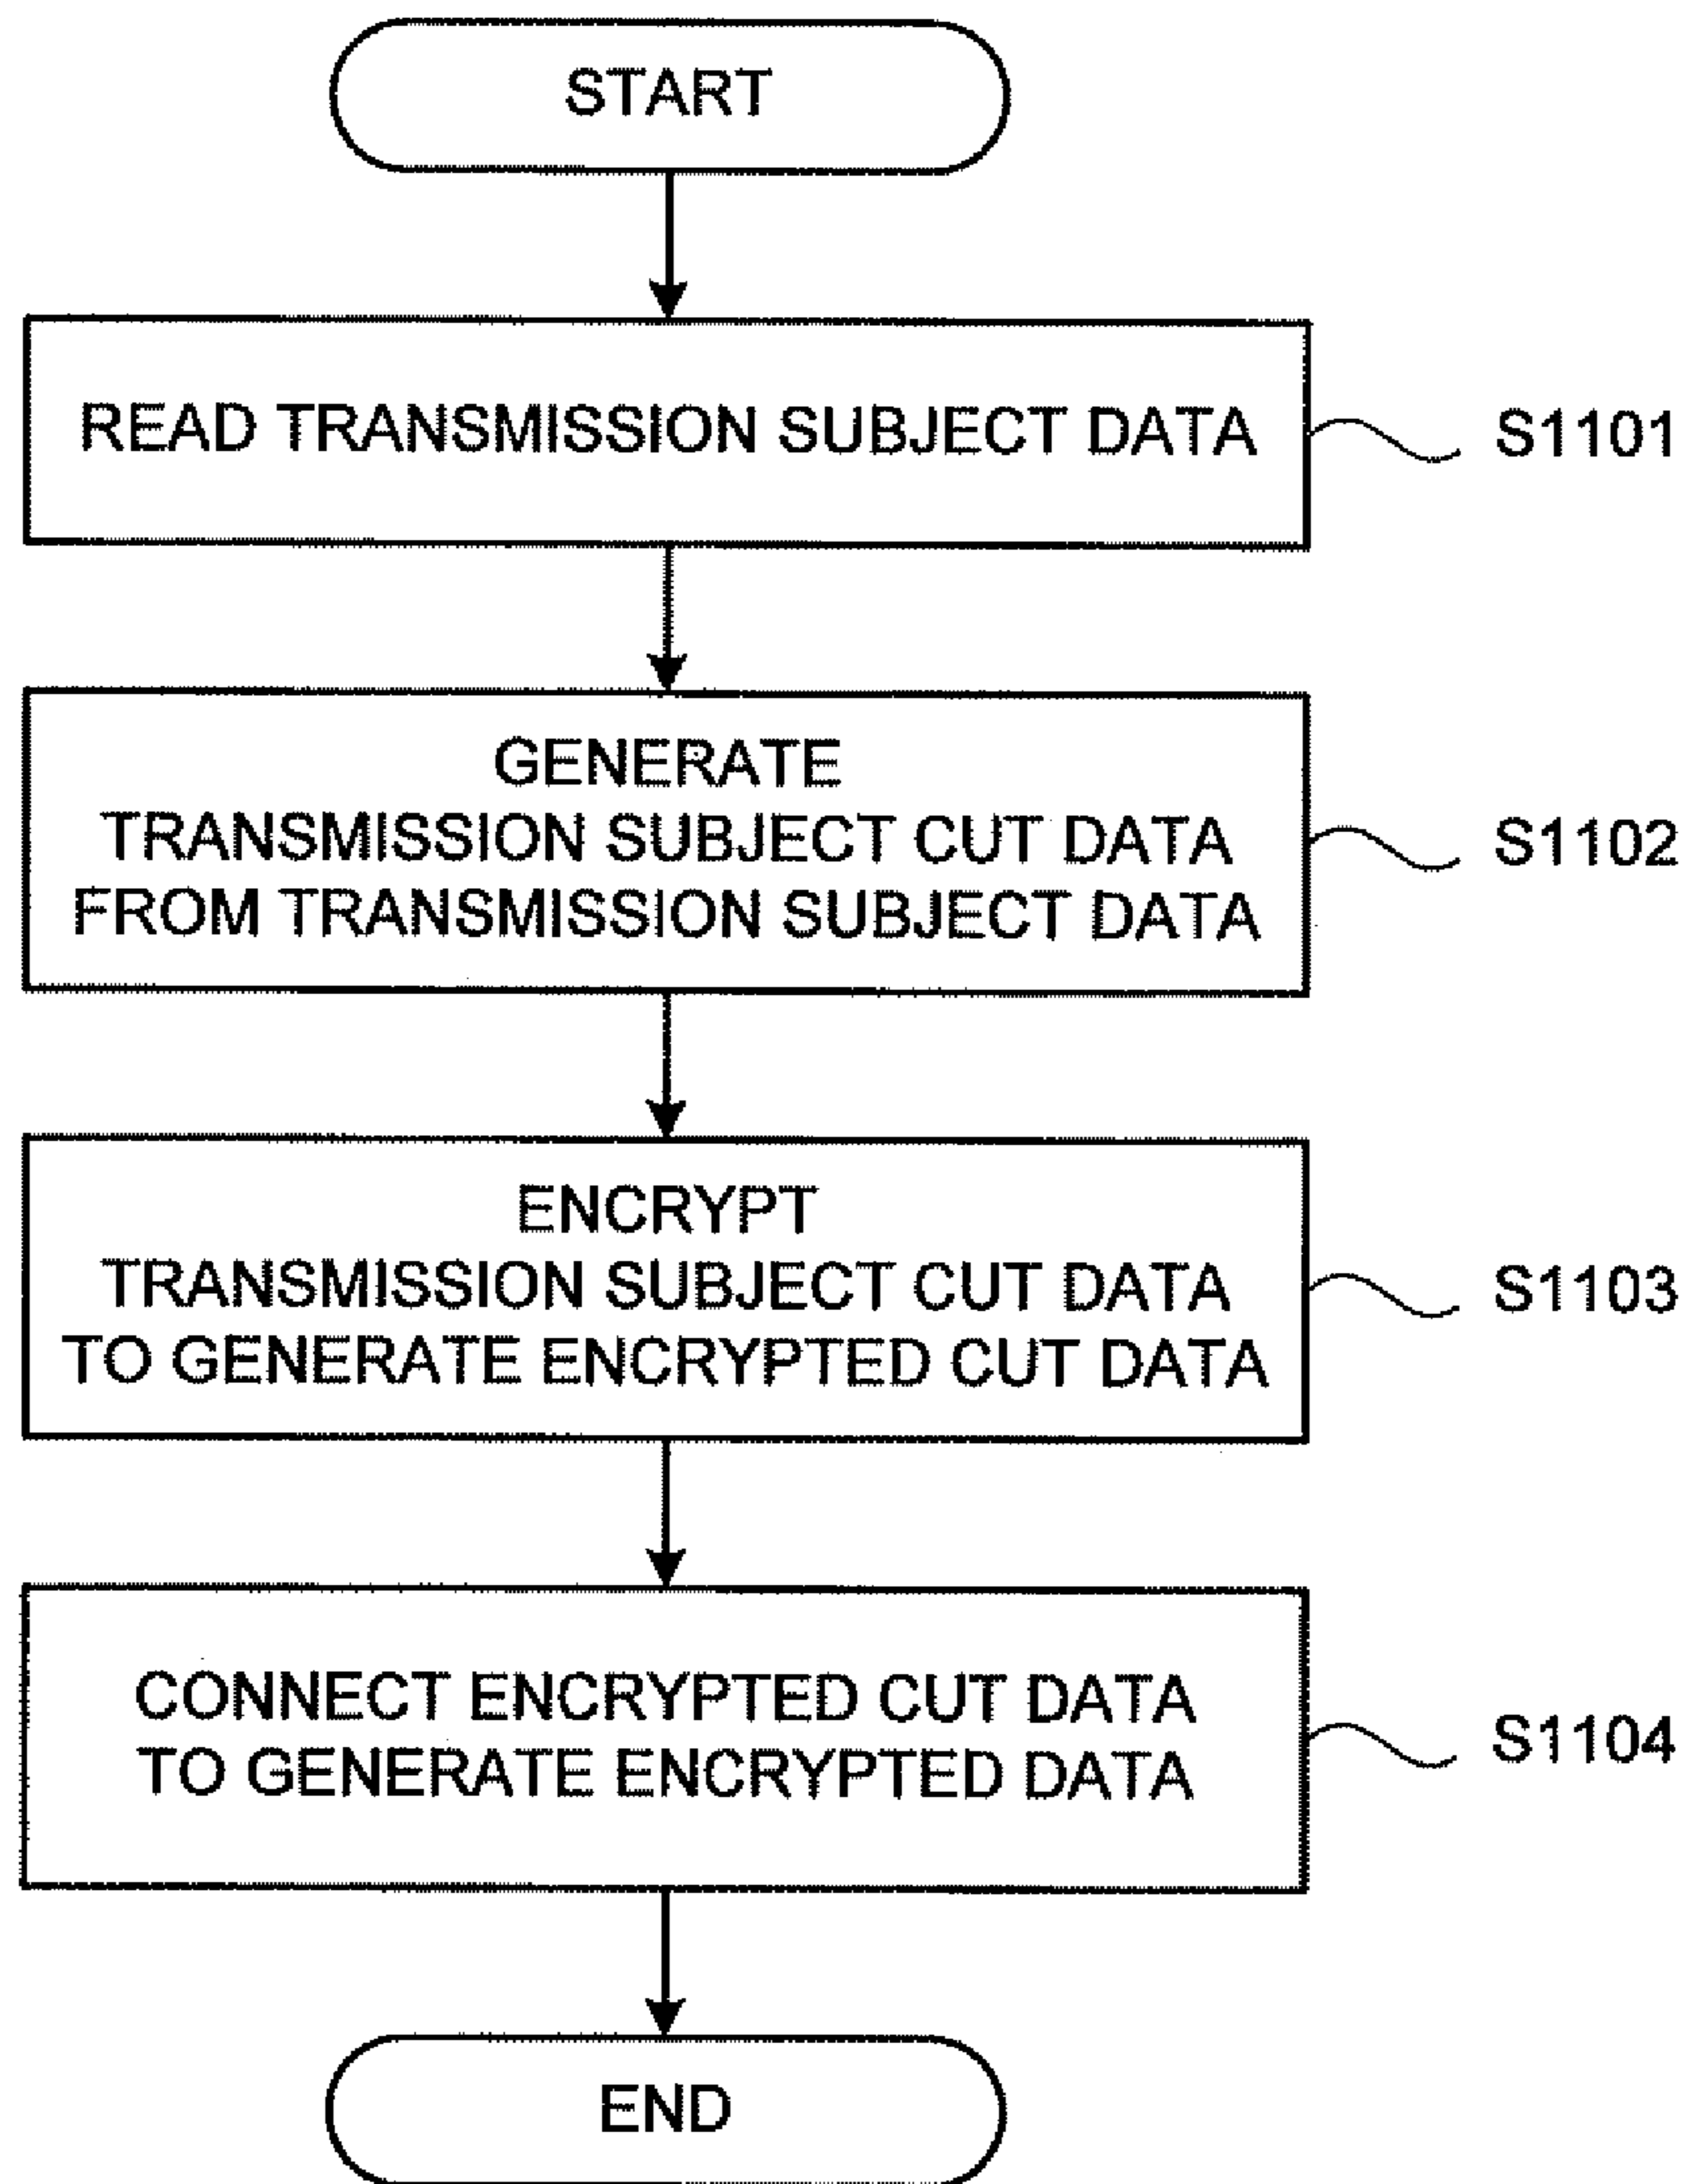 START
READ TRANSMISSION SUBJECT DATA
S1101
GENERATE
TRANSMISSION SUBJECT CUT DATA
FROM TRANSMISSION SUBJECT DATA
S1102
ENCRYPT
TRANSMISSION SUBJECT CUT DATA
TO GENERATE ENCRYPTED CUT DATA
S1103
CONNECT ENCRYPTED CUT DATA
TO GENERATE ENCRYPTED DATA
S1104
END